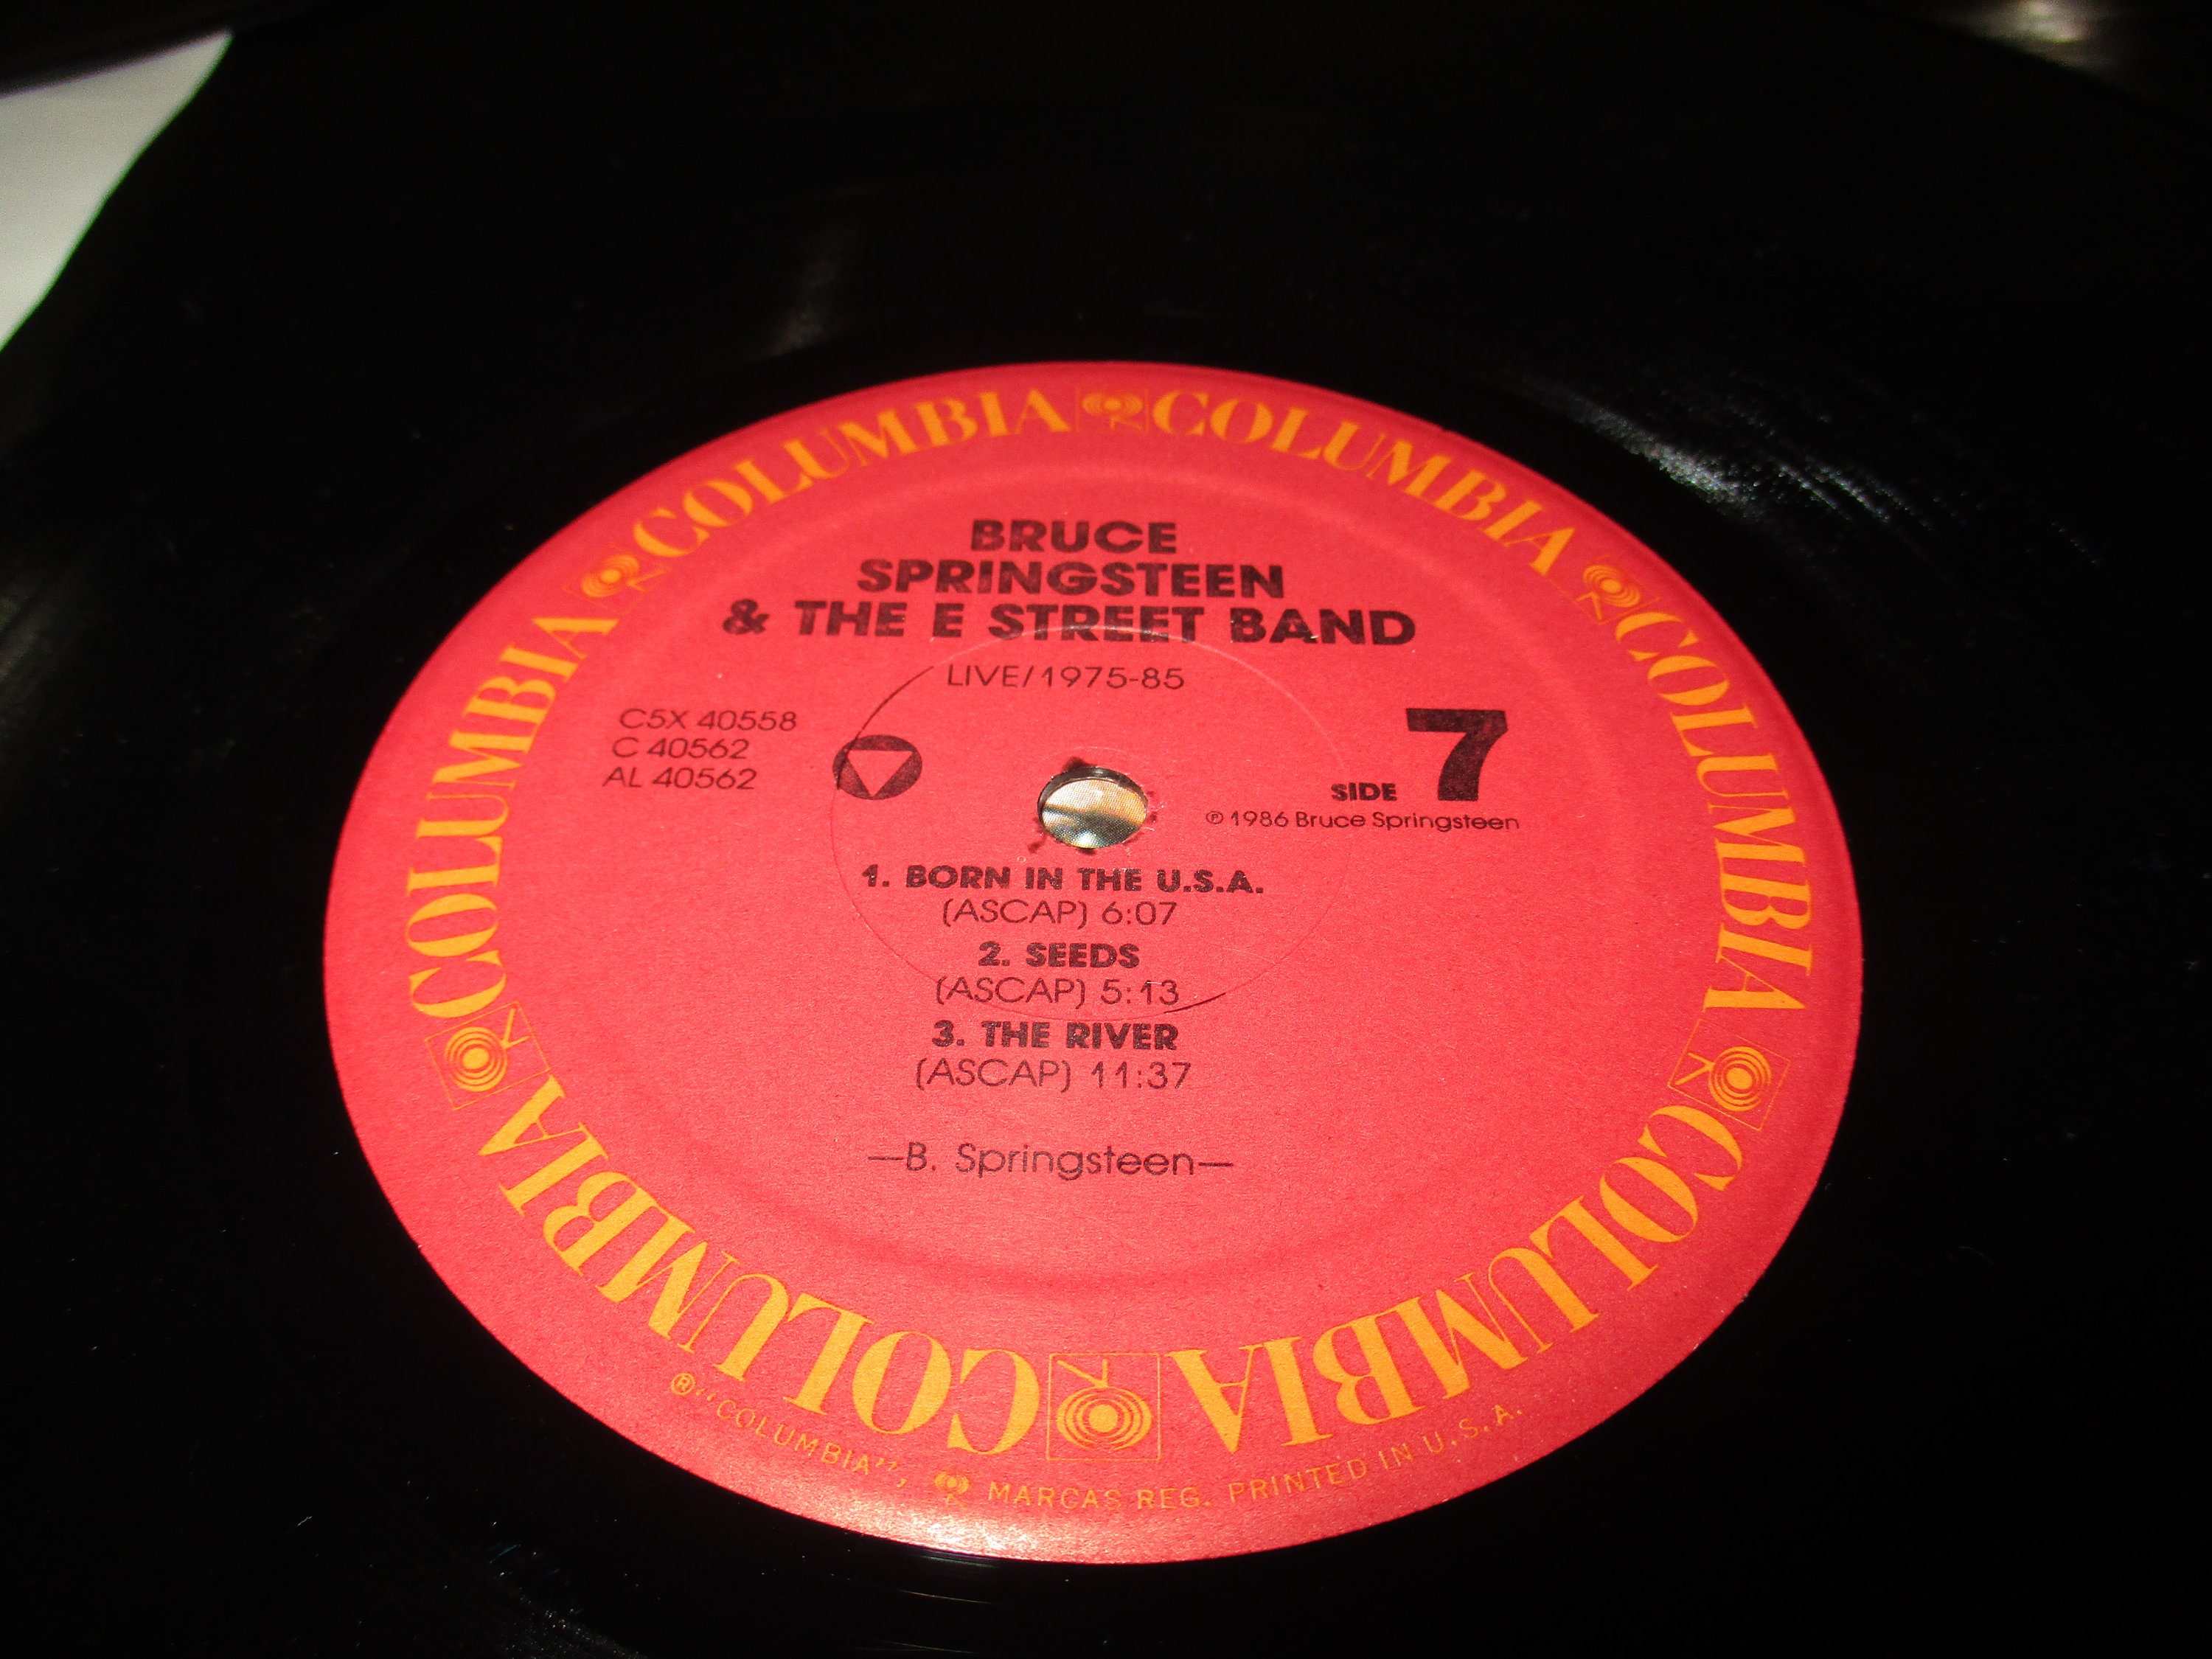 COLUMBIA COLUMBIA COLUMBIA COLUMBIA COLUMBIA COLUMBIA
BRUCE
SPRINGSTEEN
& THE E STREET BAND
LIVE/1975-85
C5X 40558
C 40562
AL 40562
SIDE 7
℗ 1986 Bruce Springsteen
1. BORN IN THE U.S.A.
(ASCAP) 6:07
2. SEEDS
(ASCAP) 5:13
3. THE RIVER
(ASCAP) 11:37
—B. Springsteen—
® “COLUMBIA”, MARCAS REG. PRINTED IN U.S.A.